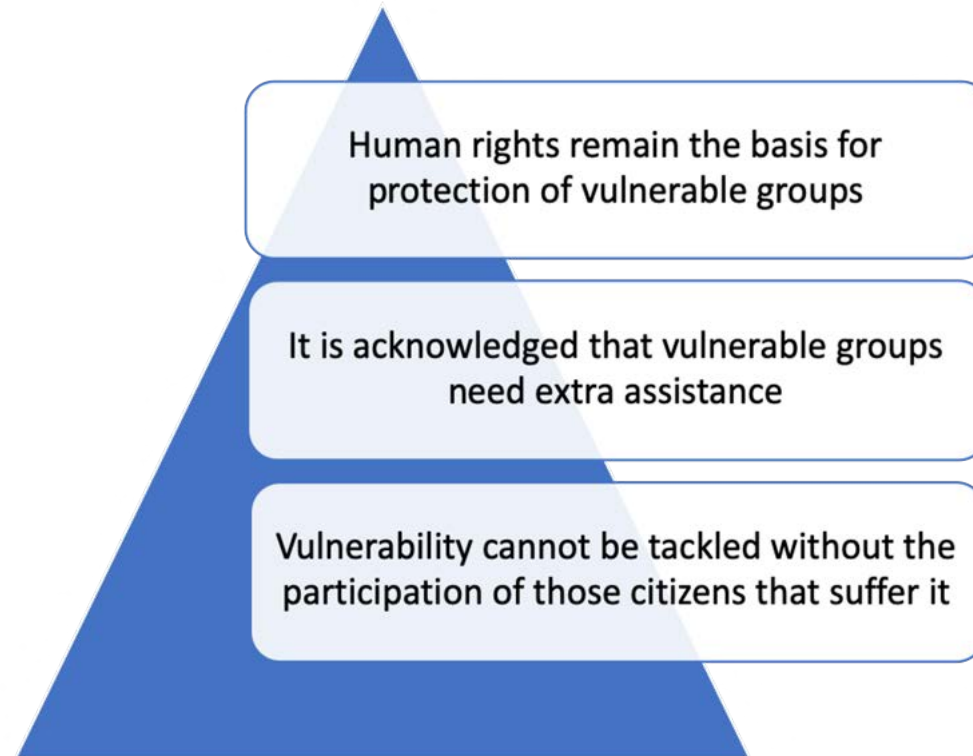 Human rights remain the basis for
protection of vulnerable groups
It is acknowledged that vulnerable groups
need extra assistance
Vulnerability cannot be tackled without the
participation of those citizens that suffer it